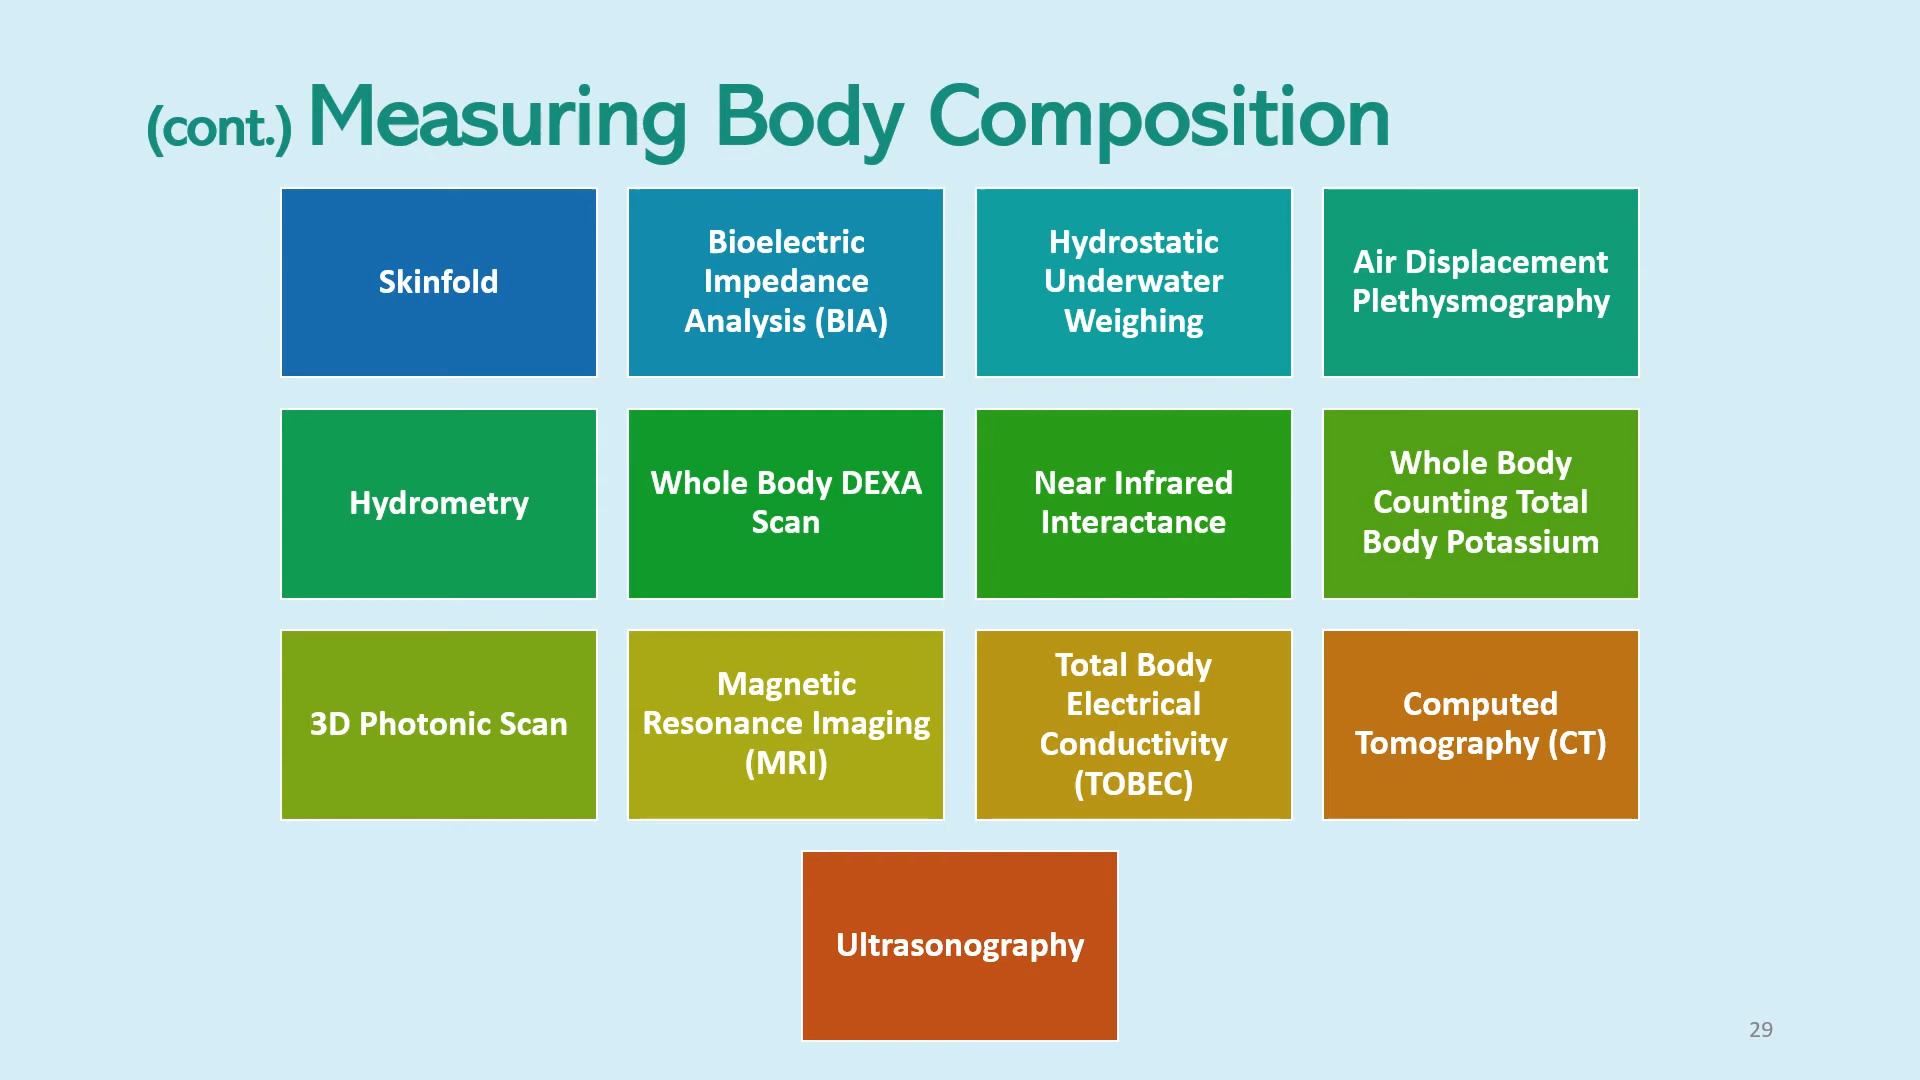 (cont.) Measuring Body Composition
Skinfold
Bioelectric
Impedance
Analysis (BIA)
Hydrostatic
Underwater
Weighing
Air Displacement
Plethysmography
Hydrometry
Whole Body DEXA
Scan
Near Infrared
Interactance
Whole Body
Counting Total
Body Potassium
3D Photonic Scan
Magnetic
Resonance Imaging
(MRI)
Total Body
Electrical
Conductivity
(TOBEC)
Computed
Tomography (CT)
Ultrasonography
29